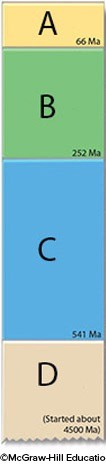 A
66 Ma
B
252 Ma
C
541 Ma
D
(Started about
4500 Ma)
©McGraw-Hill Educatio